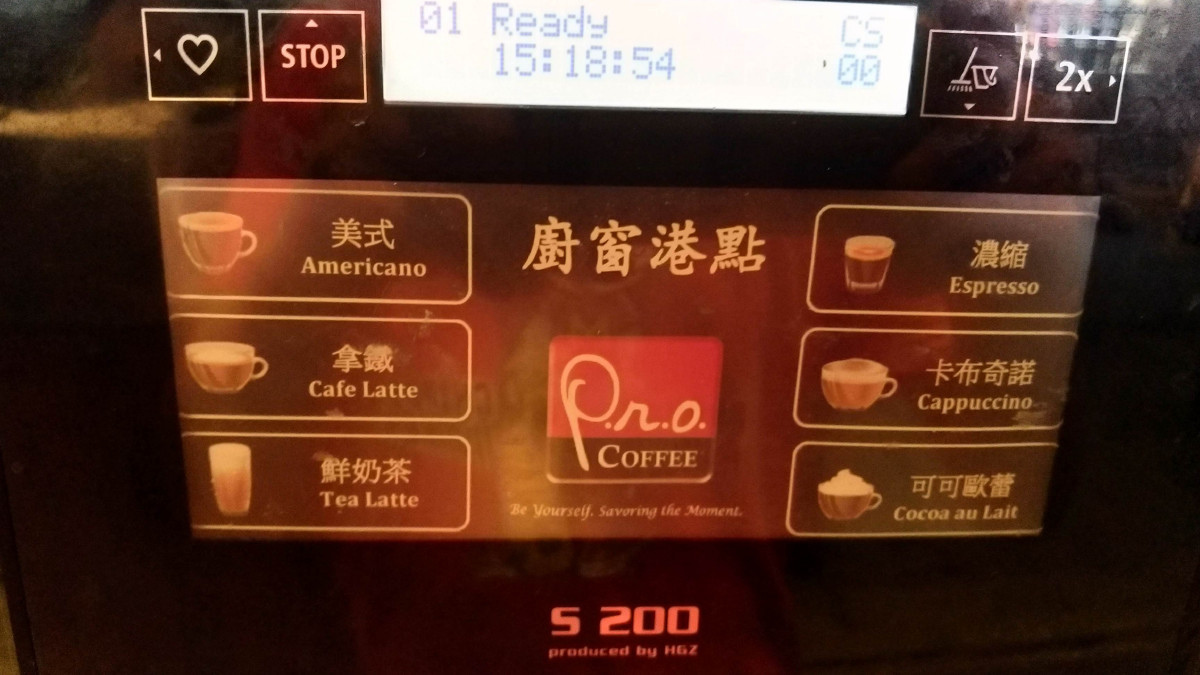 01 Ready
CS
15:18:54
00
STOP
2x
美式
Americano
廚窗港點
濃縮
Espresso
拿鐵
Cafe Latte
卡布奇諾
Cappuccino
P.r.o.
COFFEE
鮮奶茶
Tea Latte
可可歐蕾
Cocoa au Lait
Be Yourself. Savoring the Moment.
S 200
produced by HGZ